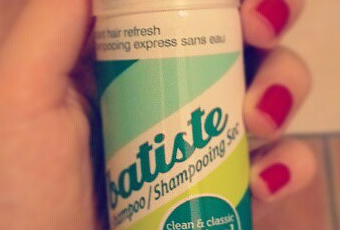 hair refresh
shampooing express sans eau
batiste
shampoo/Shampooing Sec
clean & classic